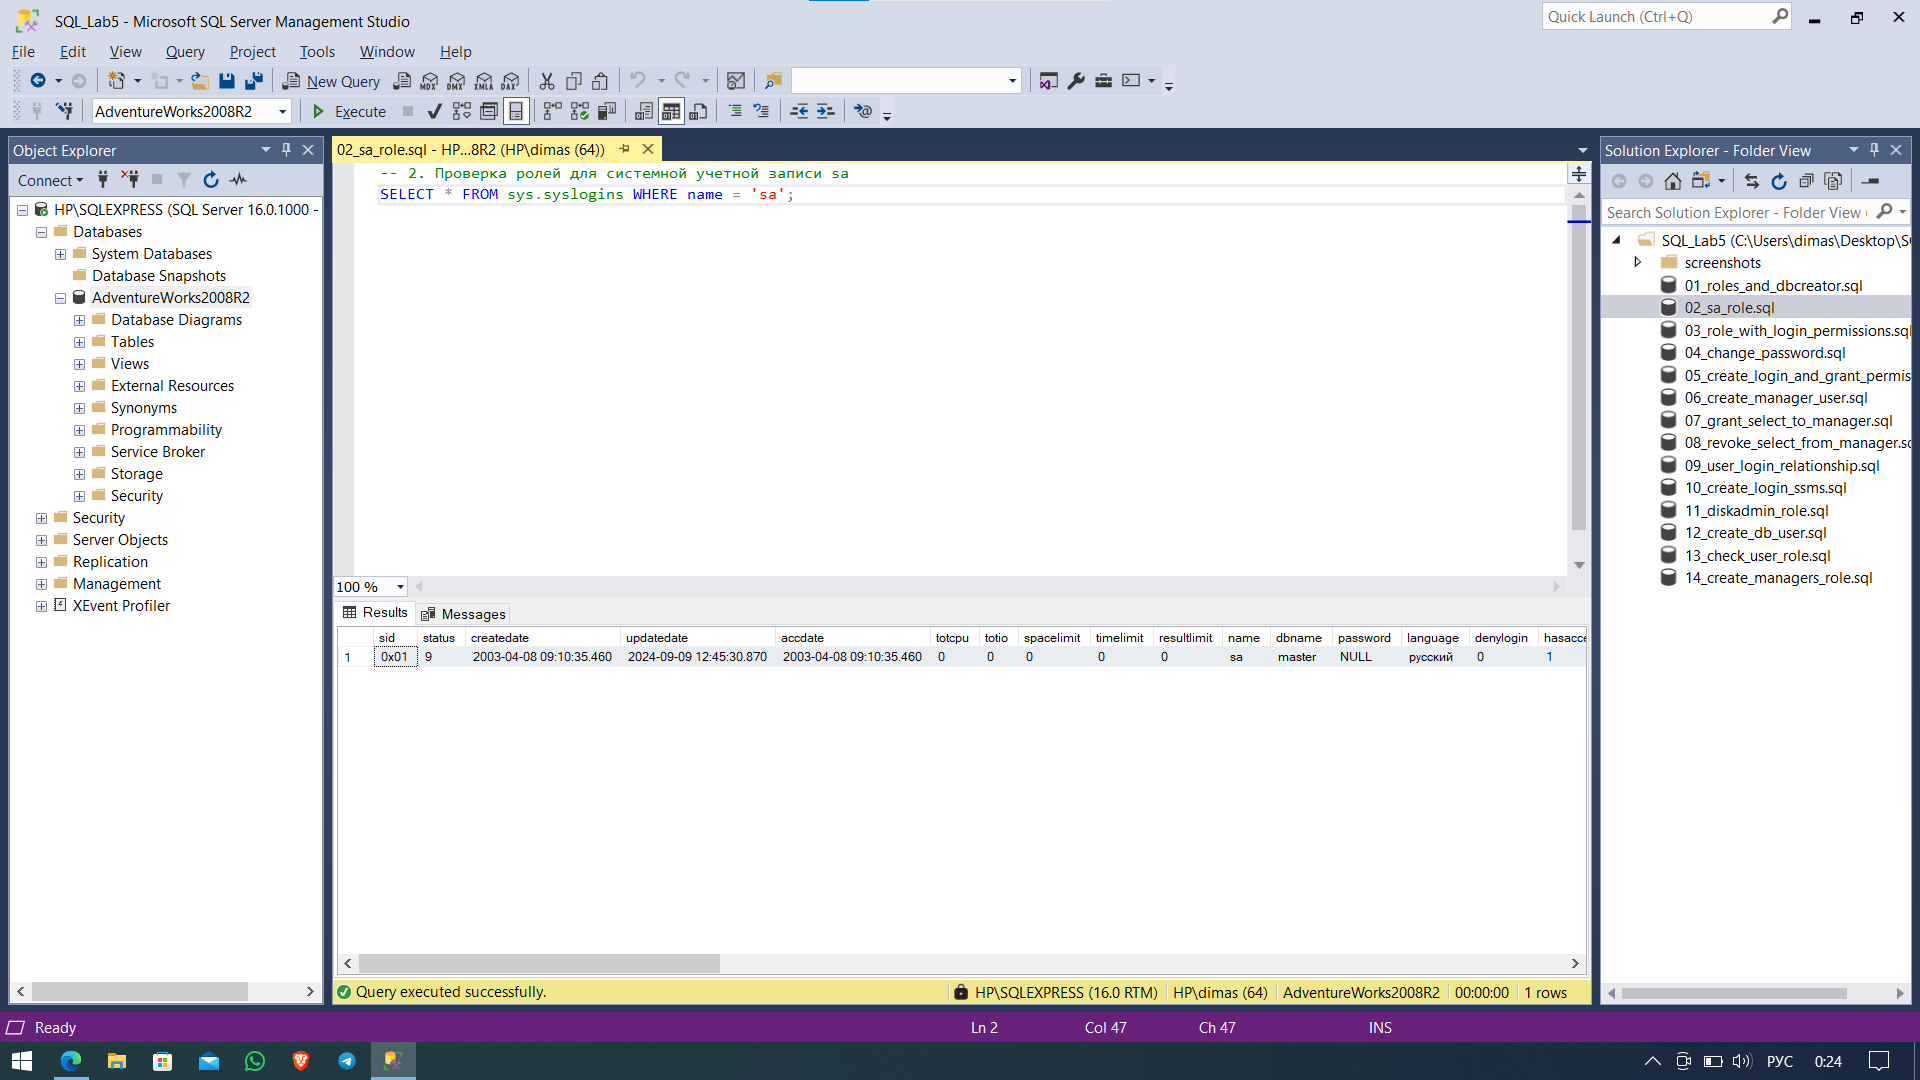 SQL_Lab5 - Microsoft SQL Server Management Studio
Quick Launch (Ctrl+Q)
File Edit View Query Project Tools Window Help
New Query
MDX DMX XMLA DAX
AdventureWorks2008R2
Execute
Object Explorer
Connect
HP\SQLEXPRESS (SQL Server 16.0.1000 -
Databases
System Databases
Database Snapshots
AdventureWorks2008R2
Database Diagrams
Tables
Views
External Resources
Synonyms
Programmability
Service Broker
Storage
Security
Security
Server Objects
Replication
Management
XEvent Profiler
02_sa_role.sql - HP...8R2 (HP\dimas (64))
-- 2. Проверка ролей для системной учетной записи sa
SELECT * FROM sys.syslogins WHERE name = 'sa';
100 %
Results Messages
sid status createdate updatedate accdate totcpu totio spacelimit timelimit resultlimit name dbname password language denylogin hasacce
1 0x01 9 2003-04-08 09:10:35.460 2024-09-09 12:45:30.870 2003-04-08 09:10:35.460 0 0 0 0 0 sa master NULL русский 0 1
Query executed successfully.
HP\SQLEXPRESS (16.0 RTM) HP\dimas (64) AdventureWorks2008R2 00:00:00 1 rows
Solution Explorer - Folder View
Search Solution Explorer - Folder View (
SQL_Lab5 (C:\Users\dimas\Desktop\S
screenshots
01_roles_and_dbcreator.sql
02_sa_role.sql
03_role_with_login_permissions.sql
04_change_password.sql
05_create_login_and_grant_permis
06_create_manager_user.sql
07_grant_select_to_manager.sql
08_revoke_select_from_manager.sc
09_user_login_relationship.sql
10_create_login_ssms.sql
11_diskadmin_role.sql
12_create_db_user.sql
13_check_user_role.sql
14_create_managers_role.sql
Ready
Ln 2 Col 47 Ch 47 INS
РУС 0:24